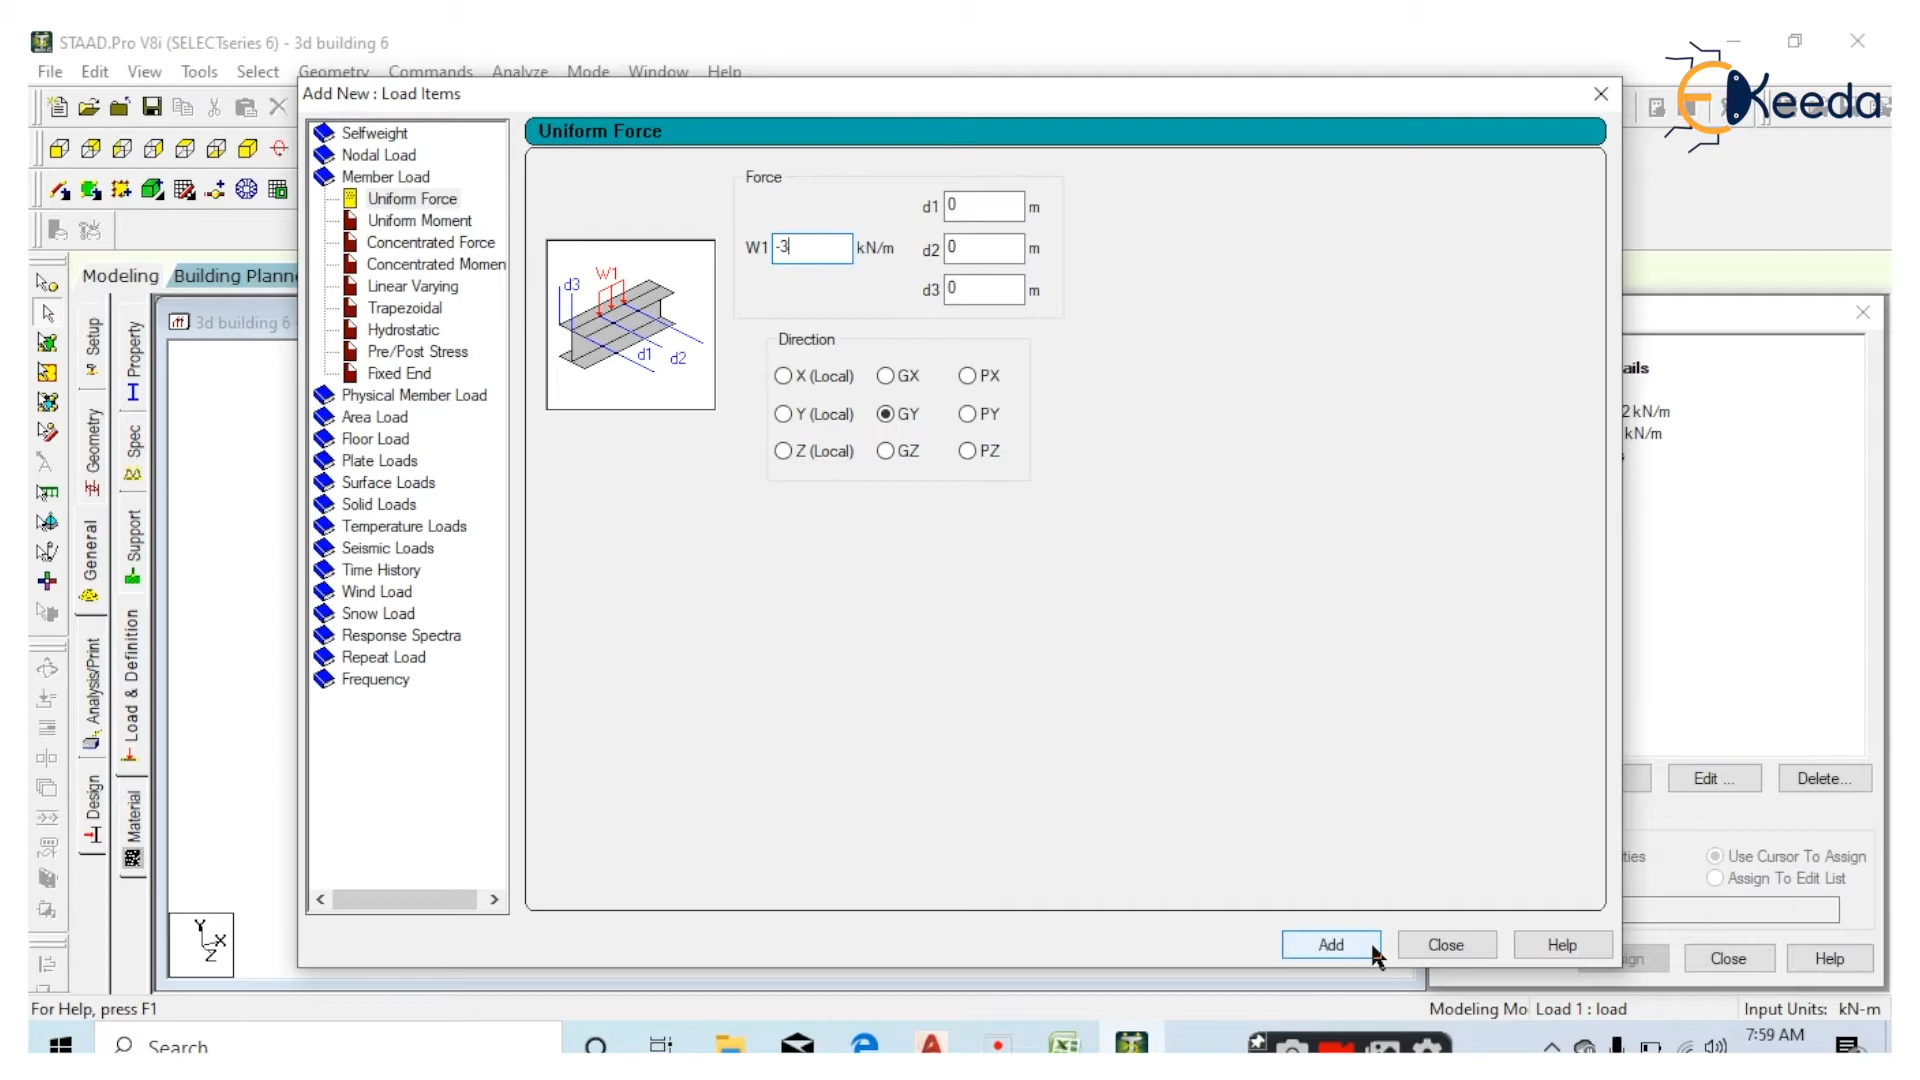 STAAD.Pro V8i (SELECTseries 6) - 3d building 6
File Edit View Tools Select Geometry Commands Analyze Mode Window Help
Keeda
Add New : Load Items
Selfweight
Nodal Load
Member Load
Uniform Force
Uniform Moment
Concentrated Force
Concentrated Momen
Linear Varying
Trapezoidal
Hydrostatic
Pre/Post Stress
Fixed End
Physical Member Load
Area Load
Floor Load
Plate Loads
Surface Loads
Solid Loads
Temperature Loads
Seismic Loads
Time History
Wind Load
Snow Load
Response Spectra
Repeat Load
Frequency
Uniform Force
Force
d1 0 m
W1 -3 kN/m d2 0 m
d3 0 m
d3 W1 d1 d2
Direction
X (Local) GX PX
Y (Local) GY PY
Z (Local) GZ PZ
Add Close Help
Modeling Building Planne
3d building 6 -
Setup
Geometry
General
Analysis/Print
Design
Property
Spec
Support
Load & Definition
Material
Y X Z
ails
2 kN/m
kN/m
Edit ... Delete...
ties Use Cursor To Assign
Assign To Edit List
ign Close Help
For Help, press F1
Modeling Mo Load 1 : load Input Units: kN-m
Search
7:59 AM